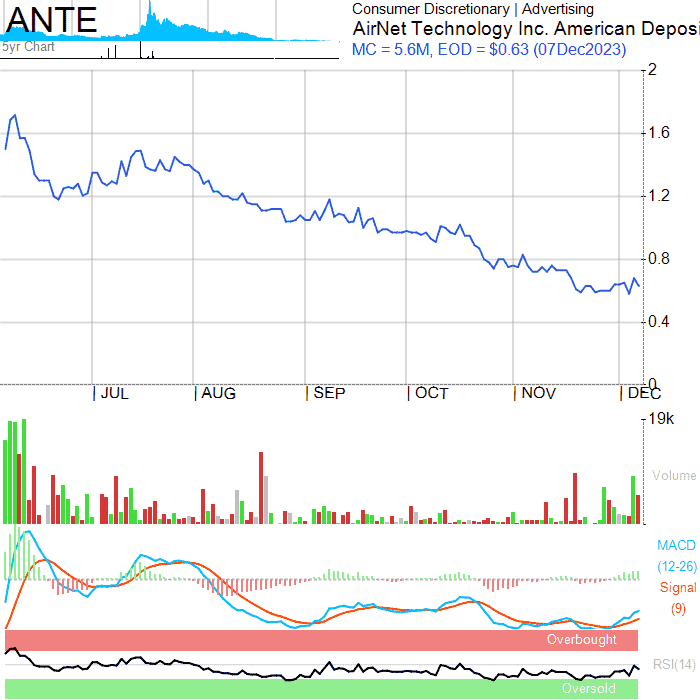 ANTE
5yr Chart
Consumer Discretionary | Advertising
AirNet Technology Inc. American Deposi
MC = 5.6M, EOD = $0.63 (07Dec2023)
2
1.6
1.2
0.8
0.4
0
JUL AUG SEP OCT NOV DEC
19k
Volume
MACD
(12-26)
Signal
(9)
Overbought
RSI(14)
Oversold